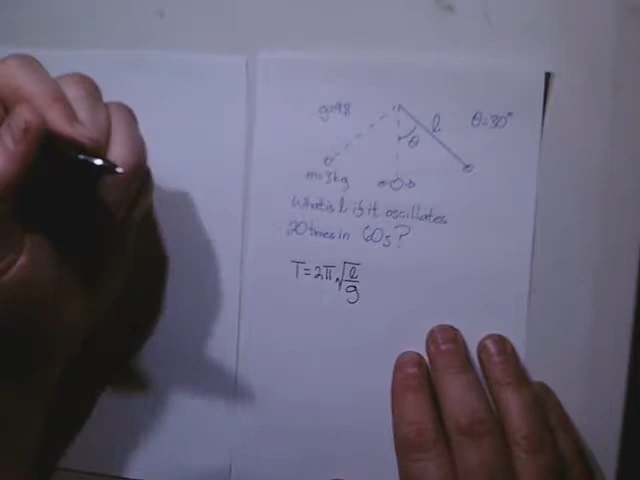 g=9.8
l
θ=30°
θ
m=3kg
What is l if it oscillates
20 times in 60s?
T=2π√l/g